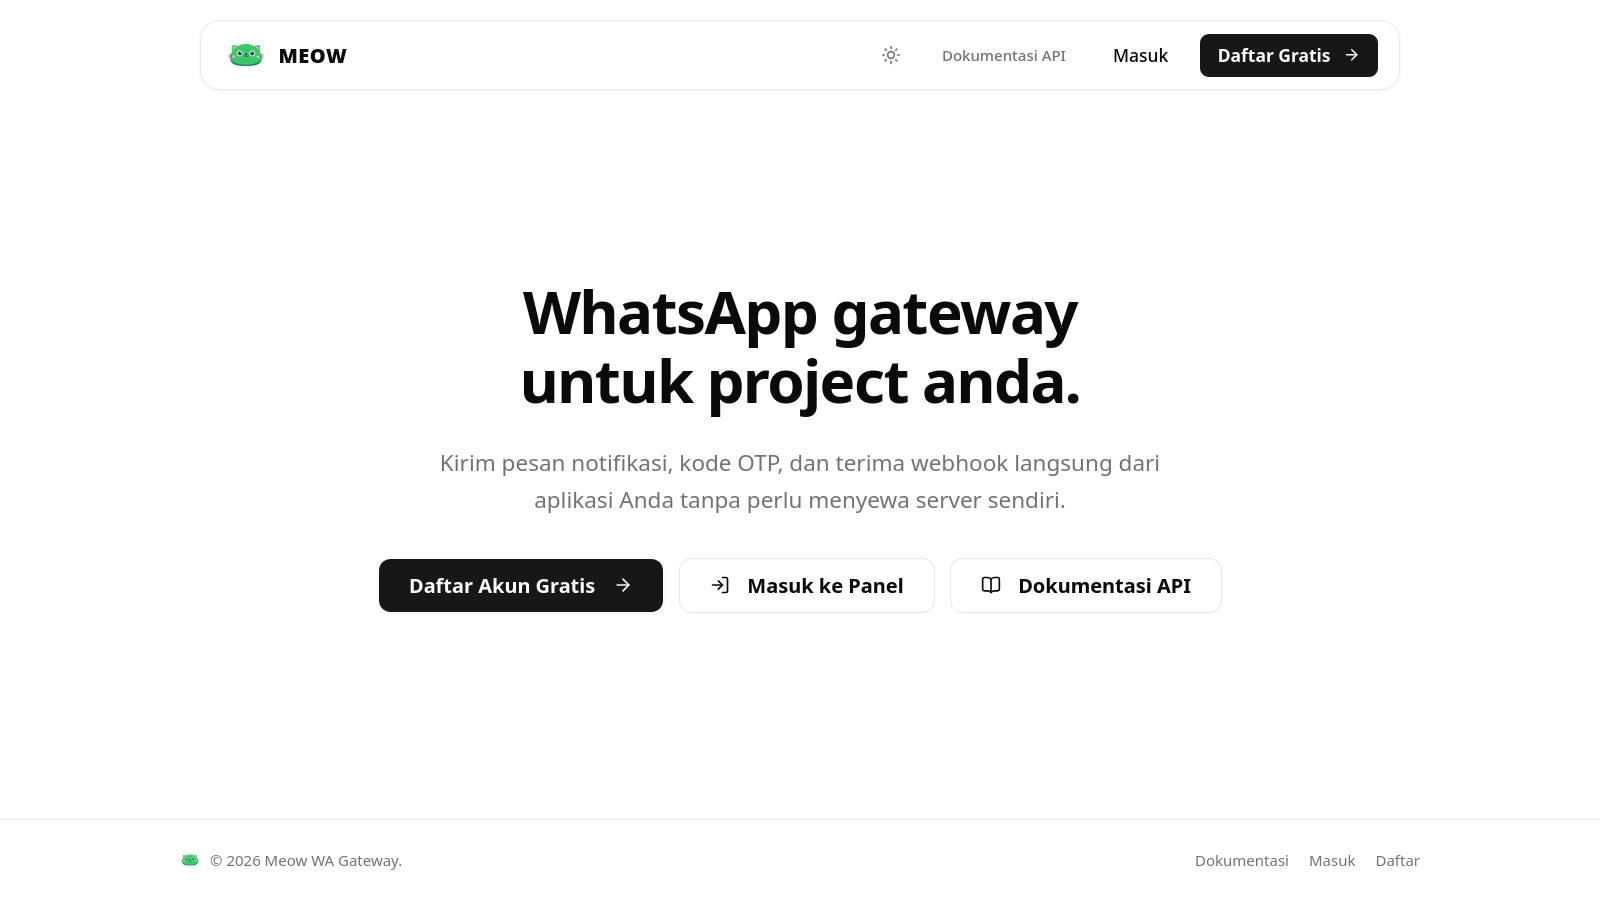 MEOW
Dokumentasi API
Masuk
Daftar Gratis
WhatsApp gateway
untuk project anda.
Kirim pesan notifikasi, kode OTP, dan terima webhook langsung dari
aplikasi Anda tanpa perlu menyewa server sendiri.
Daftar Akun Gratis
Masuk ke Panel
Dokumentasi API
© 2026 Meow WA Gateway.
Dokumentasi
Masuk
Daftar